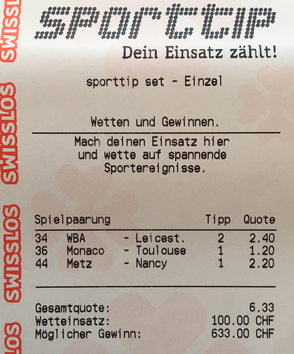 sporttip
Dein Einsatz zählt!
sporttip set - Einzel
Wetten und Gewinnen.
Mach deinen Einsatz hier
und wette auf spannende
Sportereignisse.
Spielpaarung Tipp Quote
34 WBA - Leicest. 2 2.40
36 Monaco - Toulouse 1 1.20
44 Metz - Nancy 1 2.20
Gesamtquote: 6.33
Wetteinsatz: 100.00 CHF
Möglicher Gewinn: 633.00 CHF
SWISSLOS
SWISSLOS
SWISSLOS